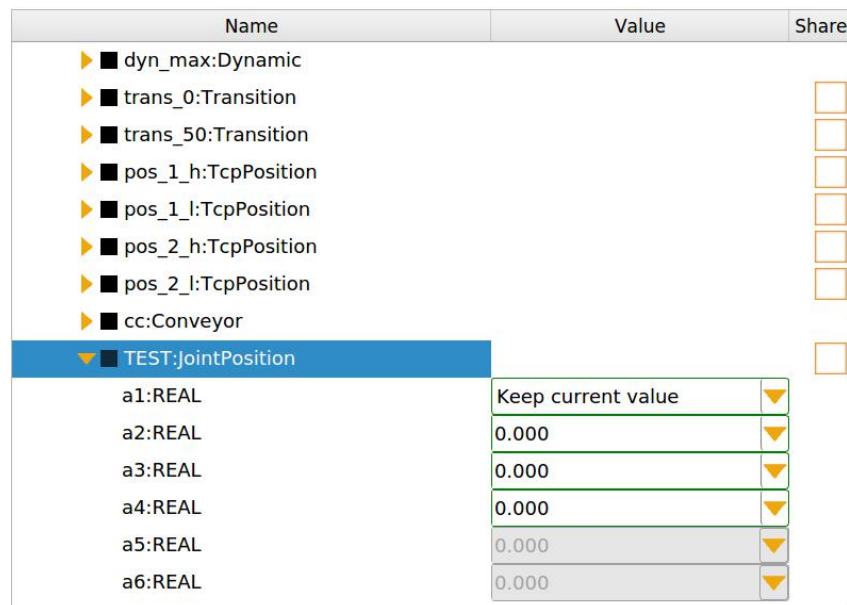 Name Value Share
dyn_max:Dynamic
trans_0:Transition
trans_50:Transition
pos_1_h:TcpPosition
pos_1_l:TcpPosition
pos_2_h:TcpPosition
pos_2_l:TcpPosition
cc:Conveyor
TEST:JointPosition
a1:REAL Keep current value
a2:REAL 0.000
a3:REAL 0.000
a4:REAL 0.000
a5:REAL 0.000
a6:REAL 0.000